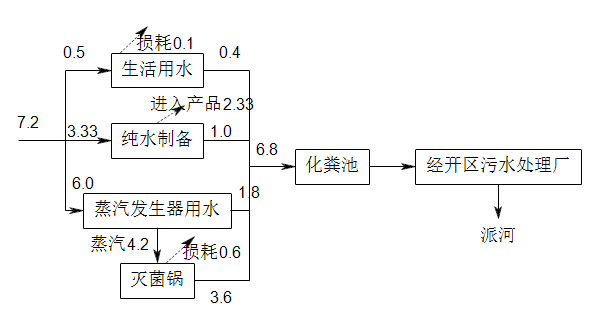 损耗0.1
0.5
0.4
生活用水
进入产品2.33
7.2
3.33
纯水制备
1.0
6.8
化粪池
经开区污水处理厂
6.0
1.8
蒸汽发生器用水
派河
蒸汽4.2
损耗0.6
灭菌锅
3.6